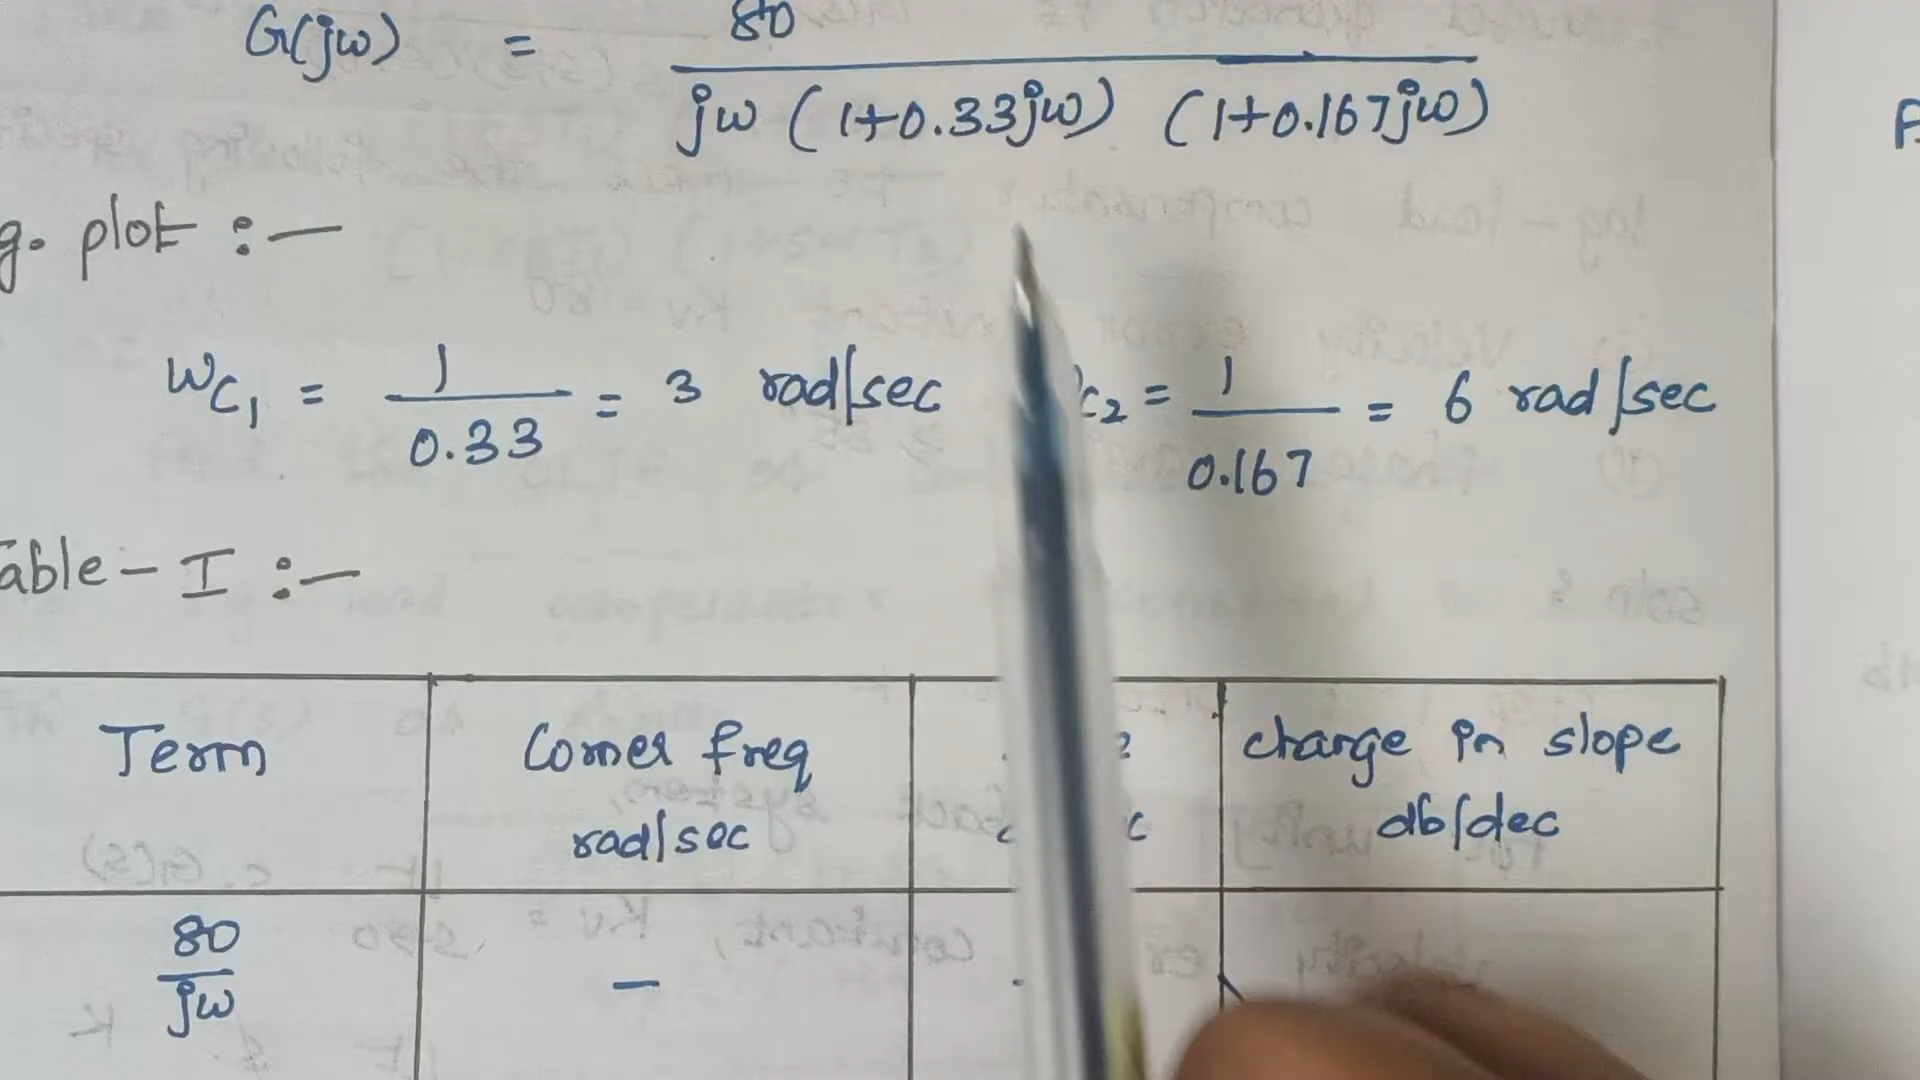 G(jω) = 80
jω (1+0.33jω) (1+0.167jω)
g. plot :—
ωC1 = 1 = 3 rad/sec C2 = 1 = 6 rad/sec
0.33 0.167
able - I :—
Term Corner freq change in slope
rad/sec db/dec
80
jω —